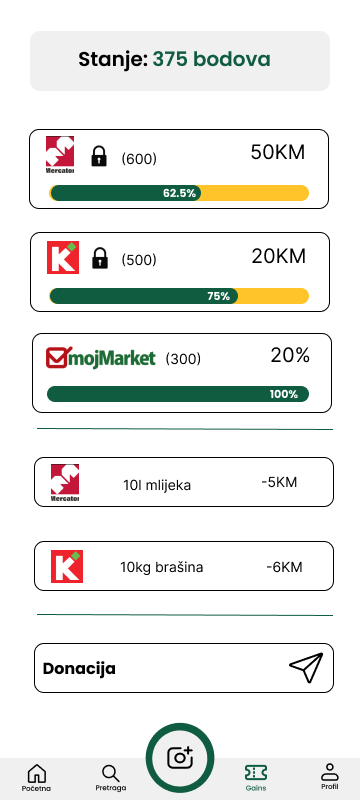 Stanje: 375 bodova
Mercator (600) 50KM
62.5%
K (500) 20KM
75%
mojMarket (300) 20%
100%
Mercator 10l mlijeka -5KM
K 10kg brašina -6KM
Donacija
Početna Pretraga Gains Profil